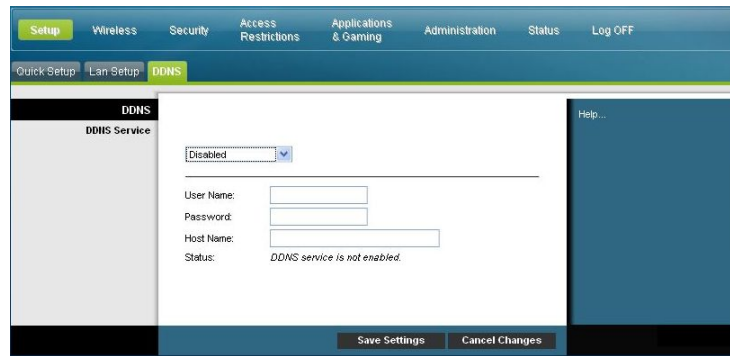 Setup Wireless Security Access Restrictions Applications & Gaming Administration Status Log OFF
Quick Setup Lan Setup DDNS
DDNS
Help...
DDNS Service
Disabled
User Name:
Password:
Host Name:
Status: DDNS service is not enabled.
Save Settings Cancel Changes